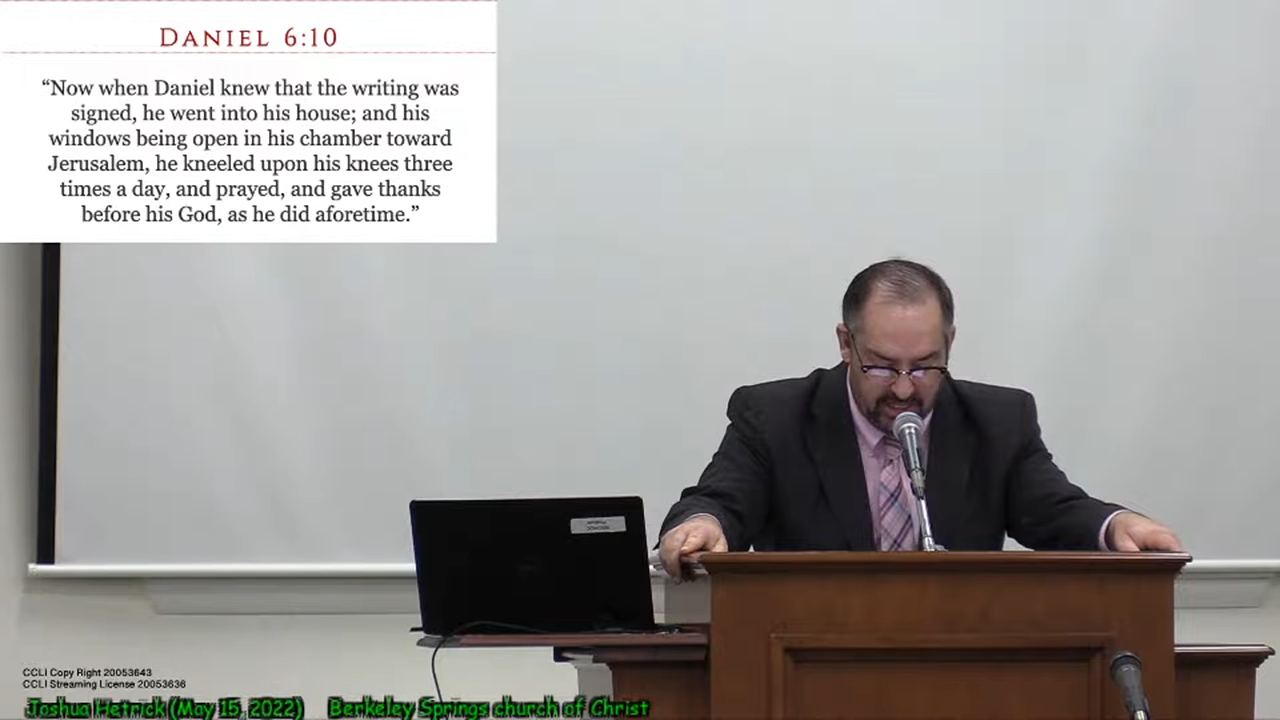 DANIEL 6:10
“Now when Daniel knew that the writing was
signed, he went into his house; and his
windows being open in his chamber toward
Jerusalem, he kneeled upon his knees three
times a day, and prayed, and gave thanks
before his God, as he did aforetime.”
CCLI Copy Right 20053643
CCLI Streaming License 20053636
Joshua Hetrick (May 15, 2022) Berkeley Springs church of Christ